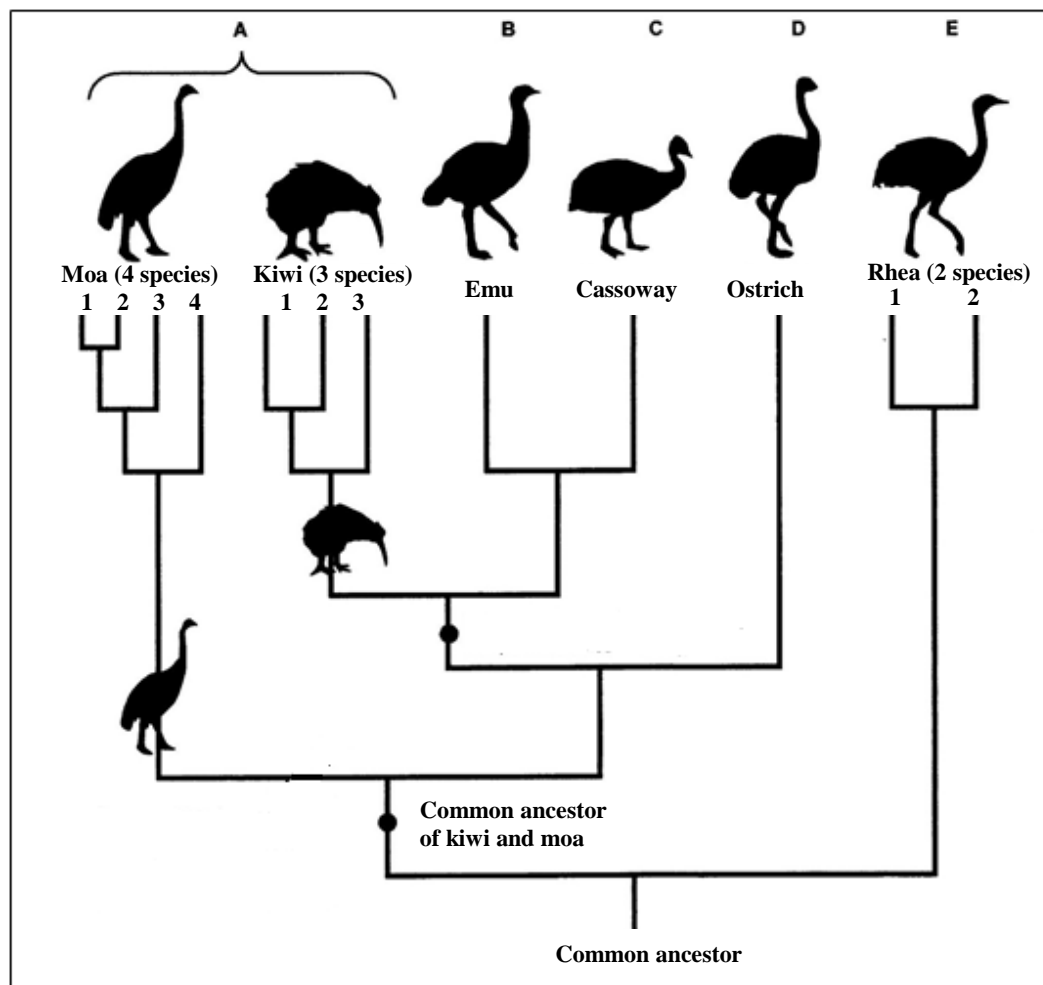 A B C D E
Moa (4 species) Kiwi (3 species) Emu Cassoway Ostrich Rhea (2 species)
1 2 3 4 1 2 3 1 2
Common ancestor
of kiwi and moa
Common ancestor